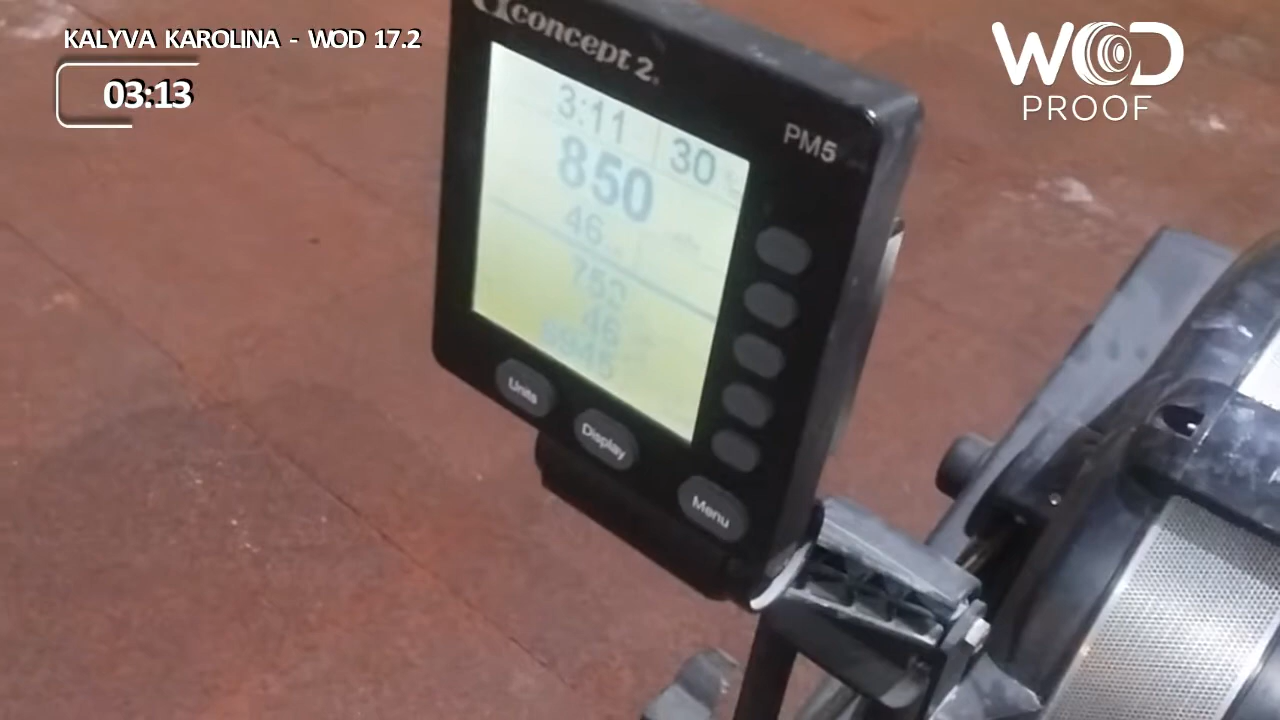 KALYVA KAROLINA - WOD 17.2
03:13
WOD
PROOF
concept 2.
PM5
3:11
30
850
46
46
Units
Display
Menu